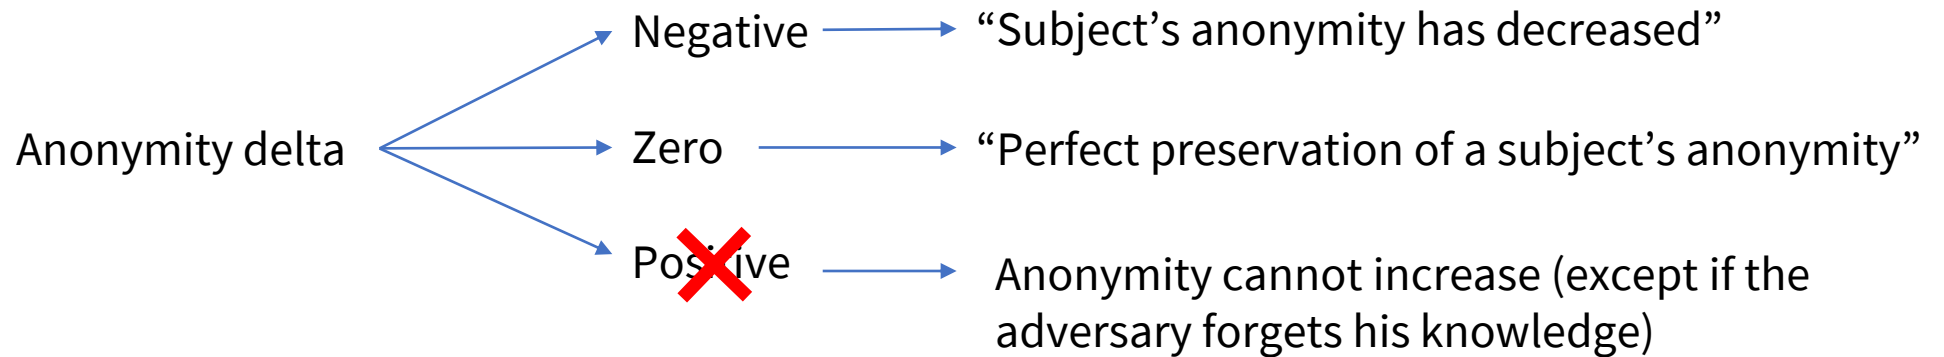 Negative
“Subject’s anonymity has decreased”
Anonymity delta
Zero
“Perfect preservation of a subject’s anonymity”
Positive
Anonymity cannot increase (except if the
adversary forgets his knowledge)